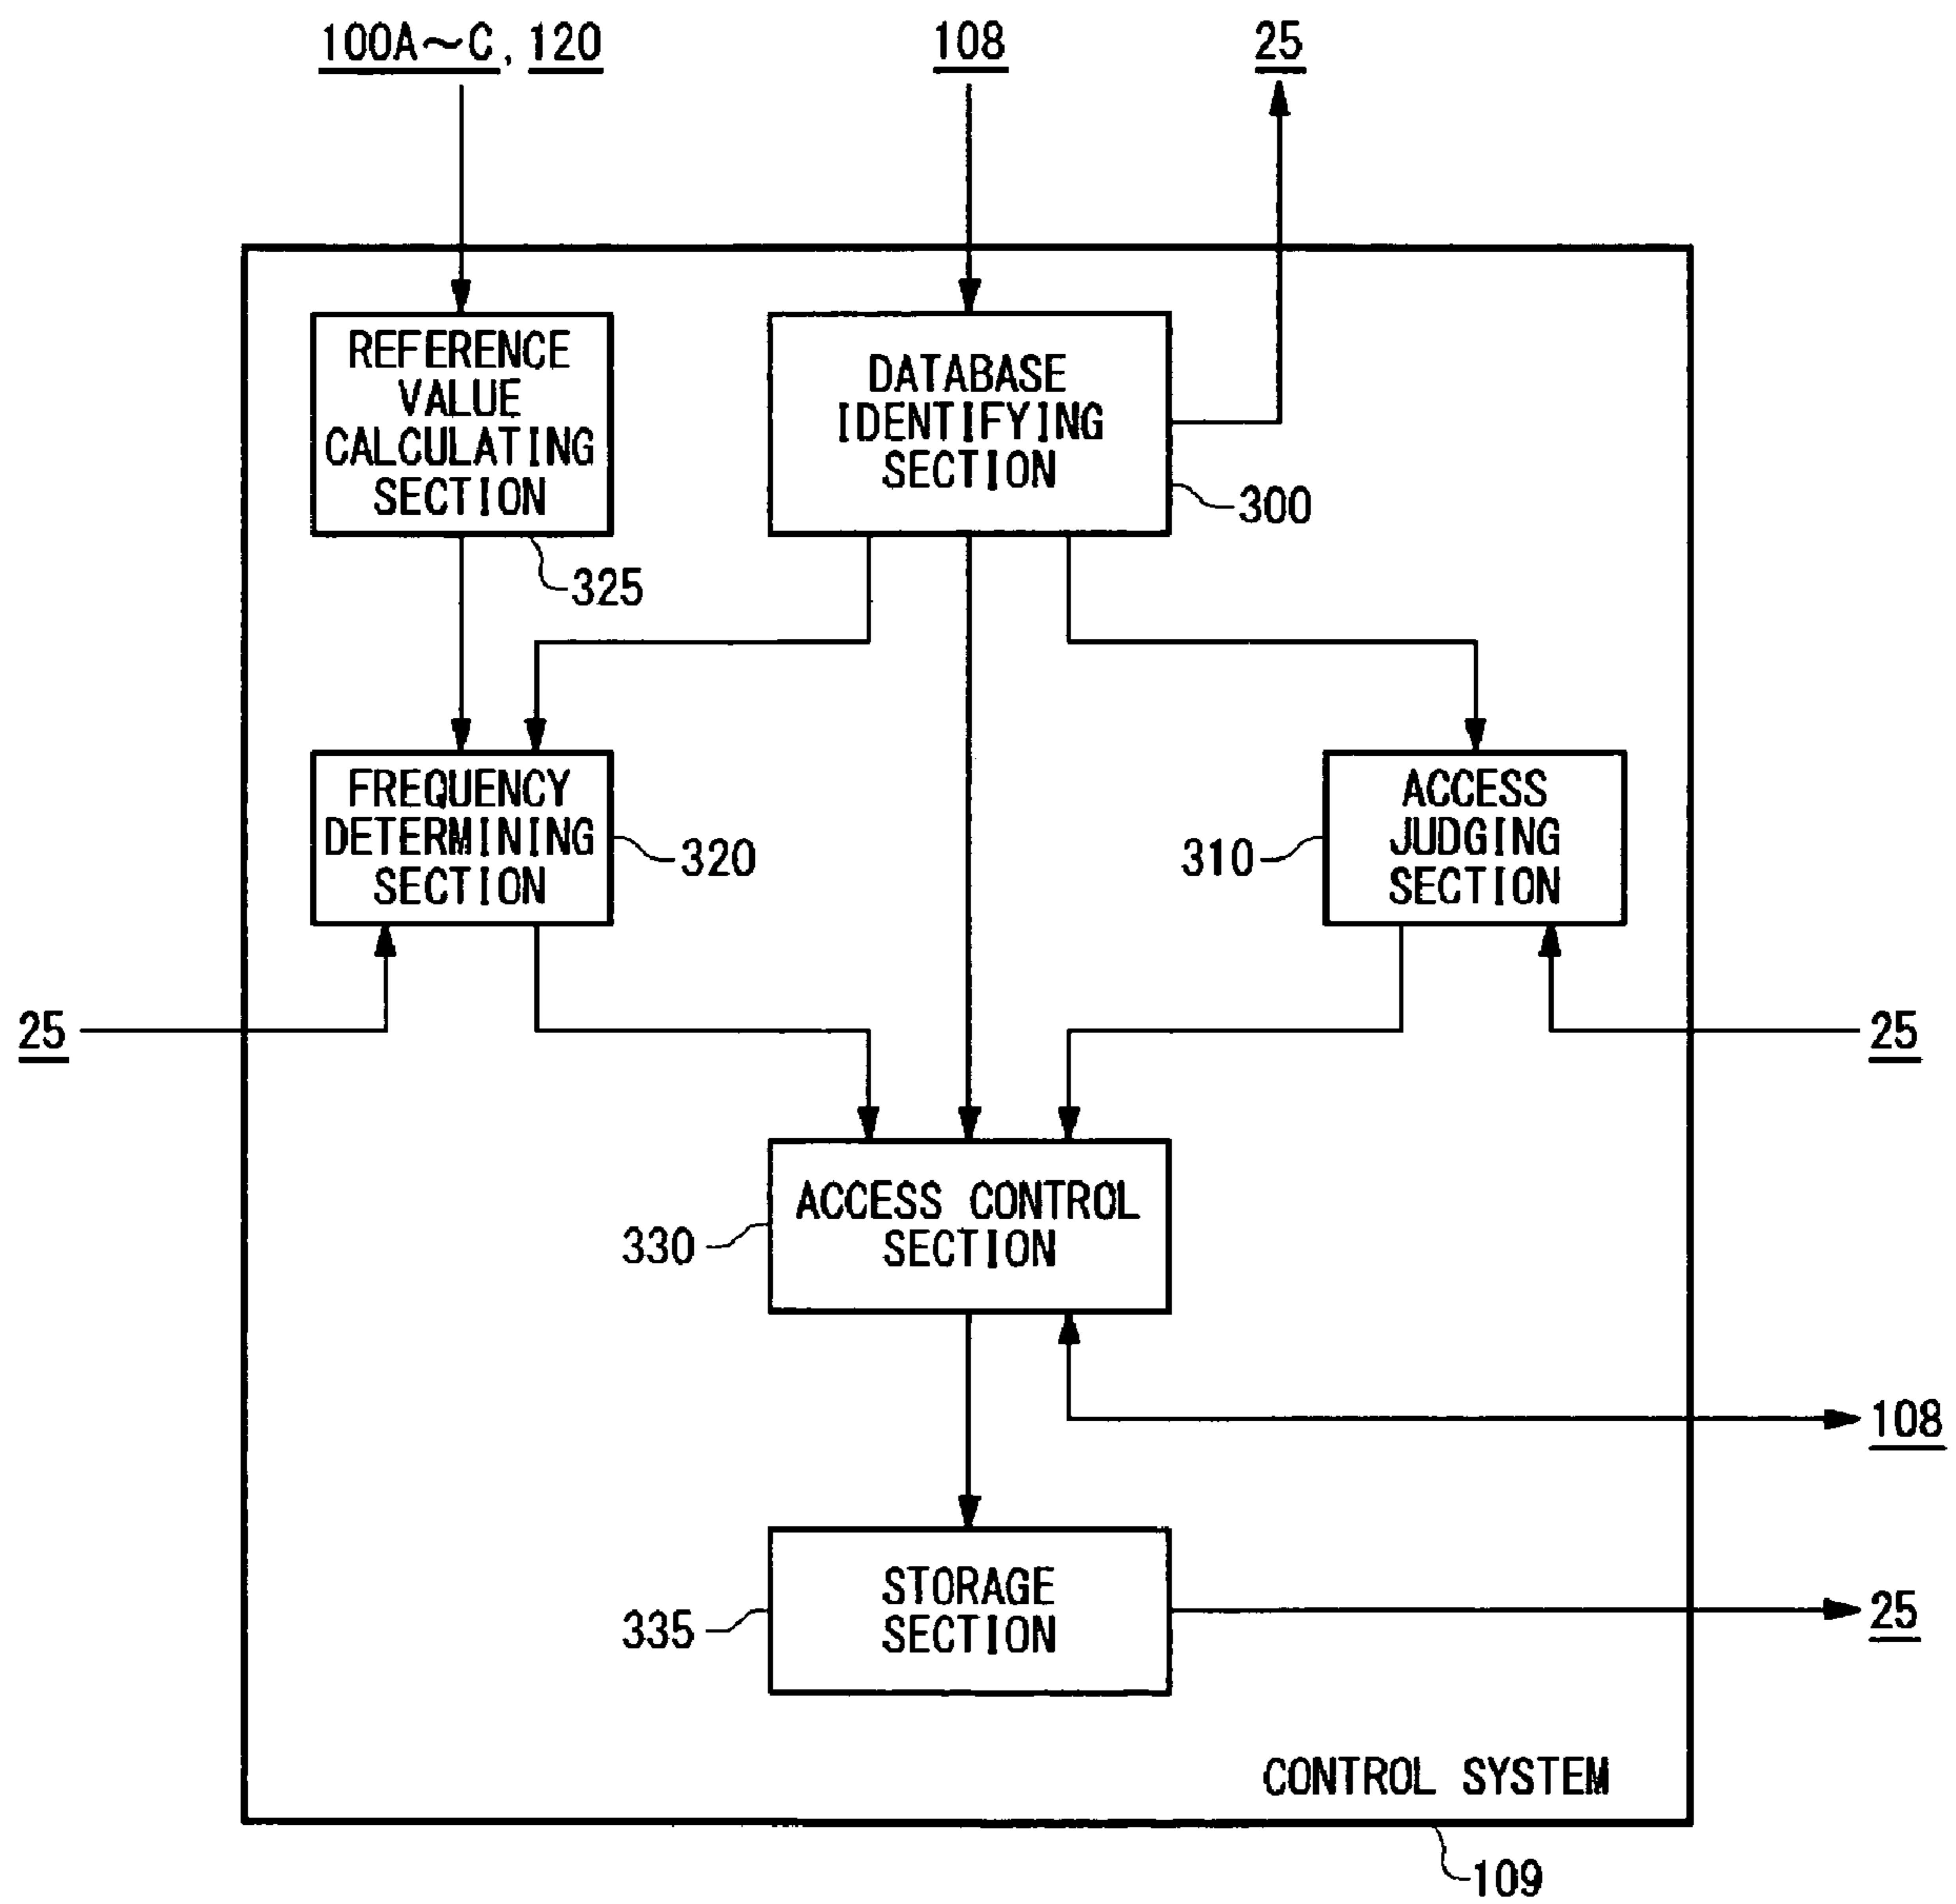 100A~C, 120
108
25
REFERENCE
VALUE
CALCULATING
SECTION
325
DATABASE
IDENTIFYING
SECTION
300
FREQUENCY
DETERMINING
SECTION
320
310
ACCESS
JUDGING
SECTION
25
25
330
ACCESS CONTROL
SECTION
108
335
STORAGE
SECTION
25
CONTROL SYSTEM
109